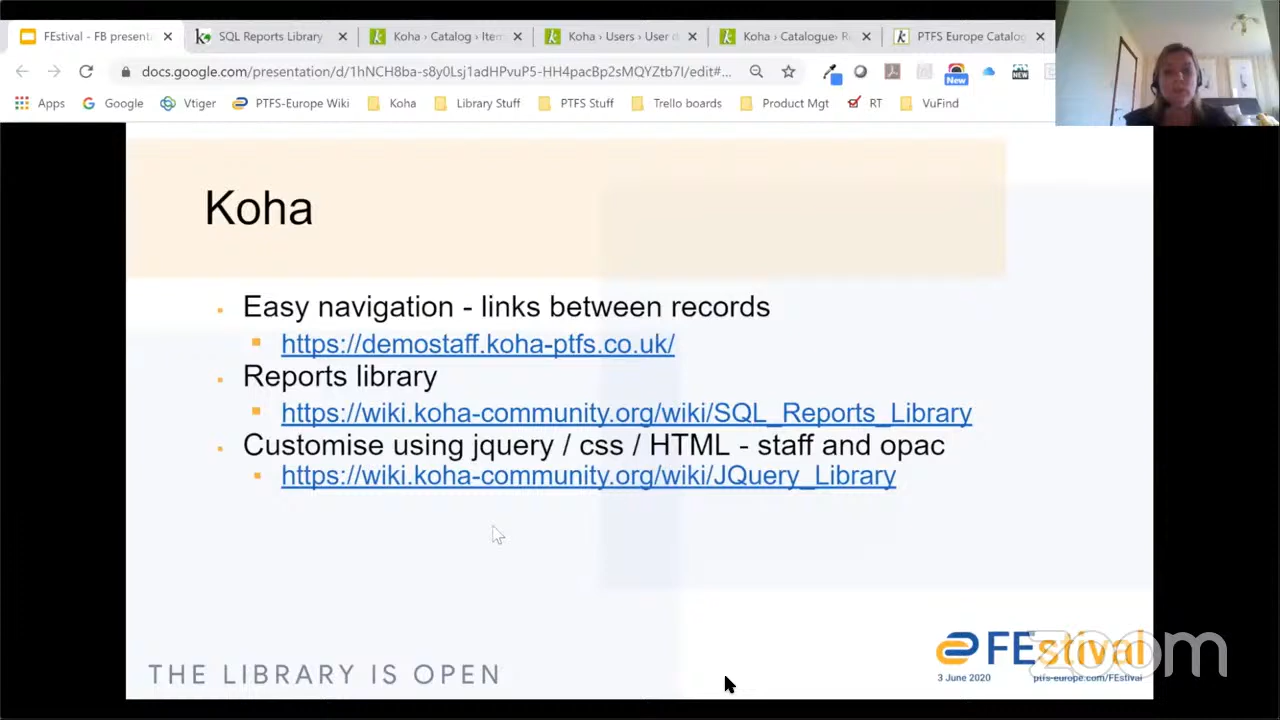 FEstival - FB present
SQL Reports Library
Koha › Catalog › Item
Koha › Users › User d
Koha › Catalogue› R
PTFS Europe Catalog
docs.google.com/presentation/d/1hNCH8ba-s8y0Lsj1adHPvuP5-HH4pacBp2sMQYZtb7I/edit#...
New
NEW
Apps
Google
Vtiger
PTFS-Europe Wiki
Koha
Library Stuff
PTFS Stuff
Trello boards
Product Mgt
RT
VuFind
Koha
Easy navigation - links between records
https://demostaff.koha-ptfs.co.uk/
Reports library
https://wiki.koha-community.org/wiki/SQL_Reports_Library
Customise using jquery / css / HTML - staff and opac
https://wiki.koha-community.org/wiki/JQuery_Library
THE LIBRARY IS OPEN
FEstival
3 June 2020
ptfs-europe.com/FEstival
zoom